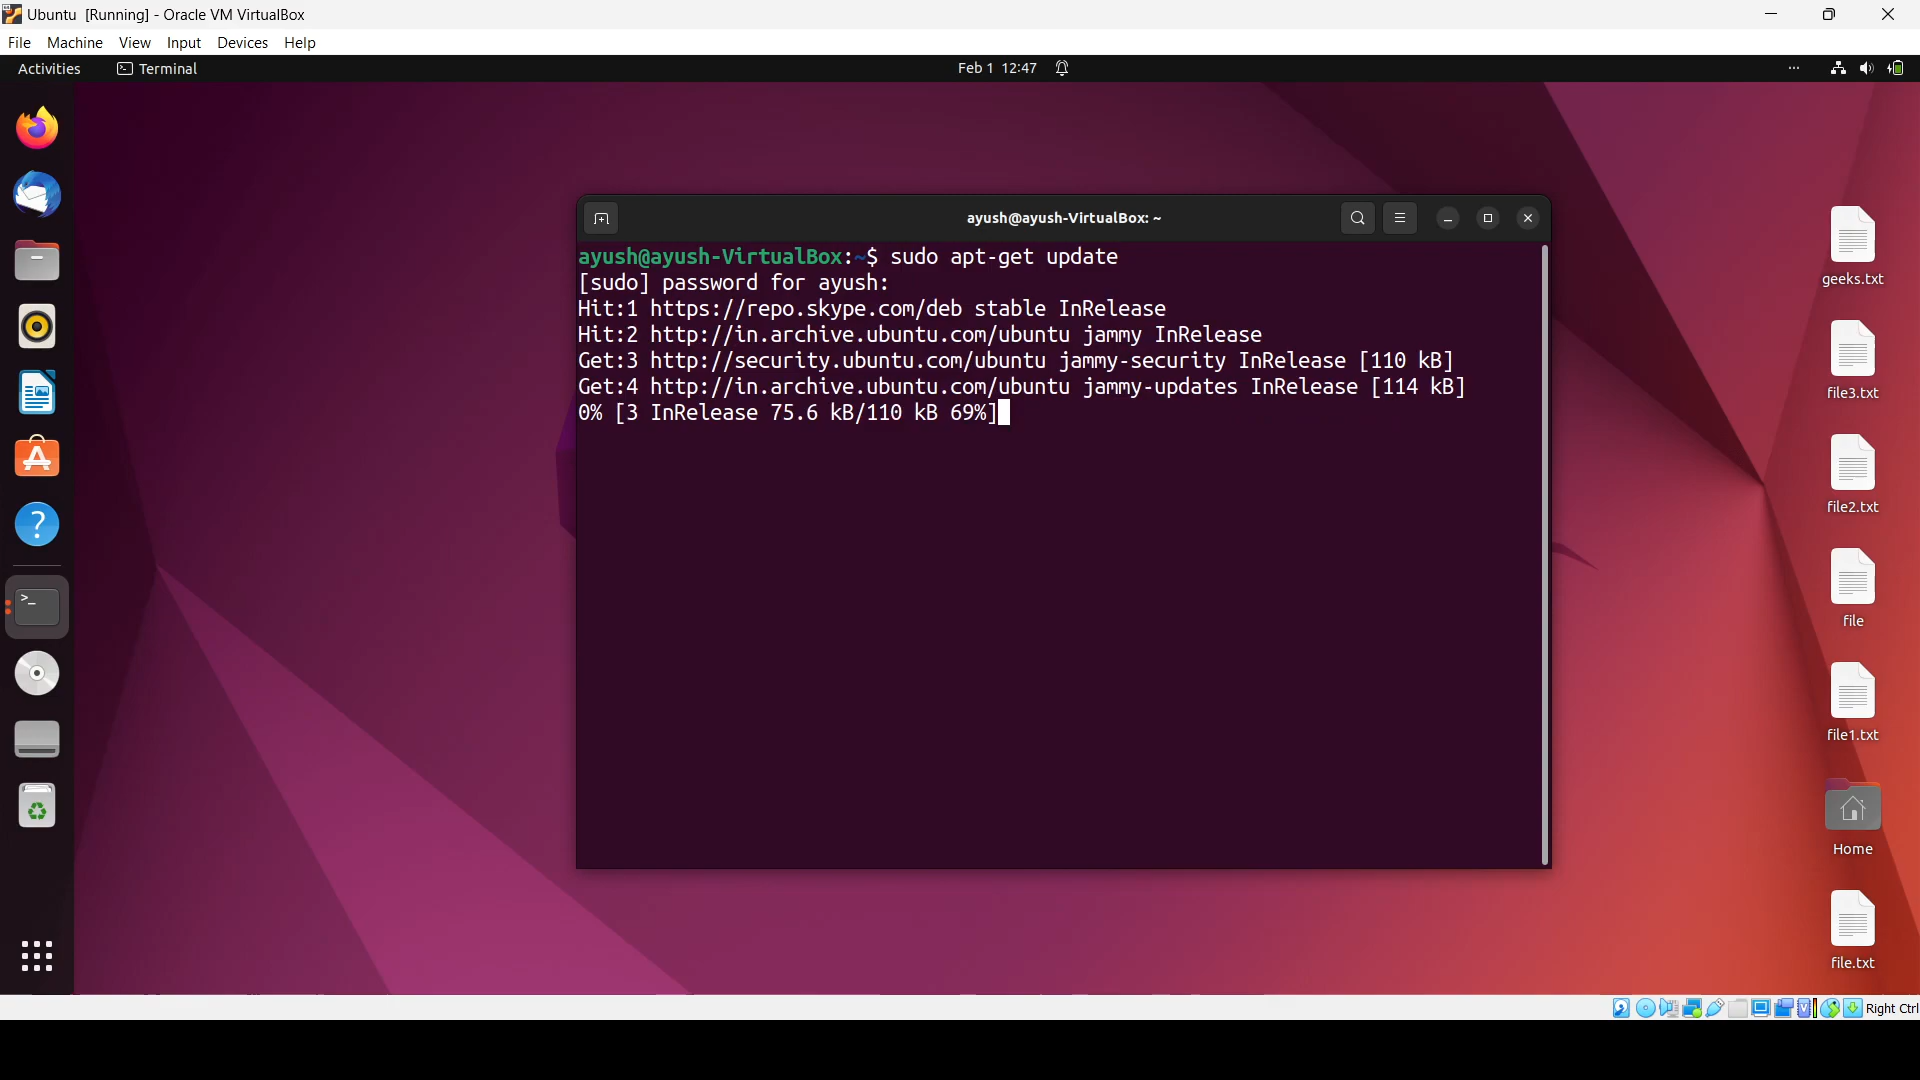 Ubuntu [Running] - Oracle VM VirtualBox
File Machine View Input Devices Help
Activities Terminal Feb 1 12:47
ayush@ayush-VirtualBox: ~
ayush@ayush-VirtualBox:~$ sudo apt-get update
[sudo] password for ayush:
Hit:1 https://repo.skype.com/deb stable InRelease
Hit:2 http://in.archive.ubuntu.com/ubuntu jammy InRelease
Get:3 http://security.ubuntu.com/ubuntu jammy-security InRelease [110 kB]
Get:4 http://in.archive.ubuntu.com/ubuntu jammy-updates InRelease [114 kB]
0% [3 InRelease 75.6 kB/110 kB 69%]
geeks.txt
file3.txt
file2.txt
file
file1.txt
Home
file.txt
Right Ctrl